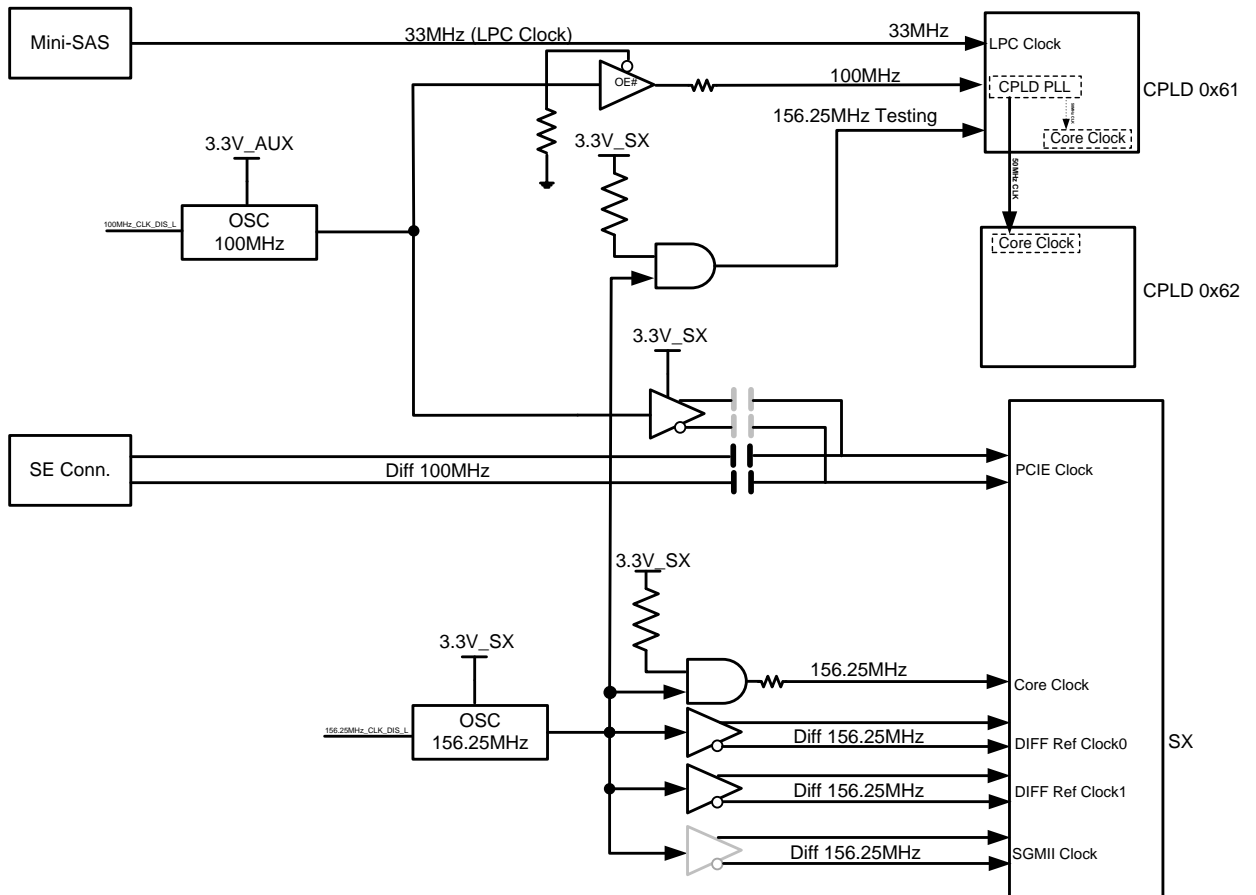 Mini-SAS
33MHz (LPC Clock)
33MHz
LPC Clock
OE#
100MHz
CPLD PLL
CPLD 0x61
156.25MHz Testing
Core Clock
3.3V_AUX
3.3V_SX
50MHz CLK
100MHz_CLK_DIS_L
OSC
100MHz
Core Clock
CPLD 0x62
3.3V_SX
SE Conn.
Diff 100MHz
PCIE Clock
3.3V_SX
3.3V_SX
156.25MHz
Core Clock
156.25MHz_CLK_DIS_L
OSC
156.25MHz
Diff 156.25MHz
DIFF Ref Clock0
SX
Diff 156.25MHz
DIFF Ref Clock1
Diff 156.25MHz
SGMII Clock